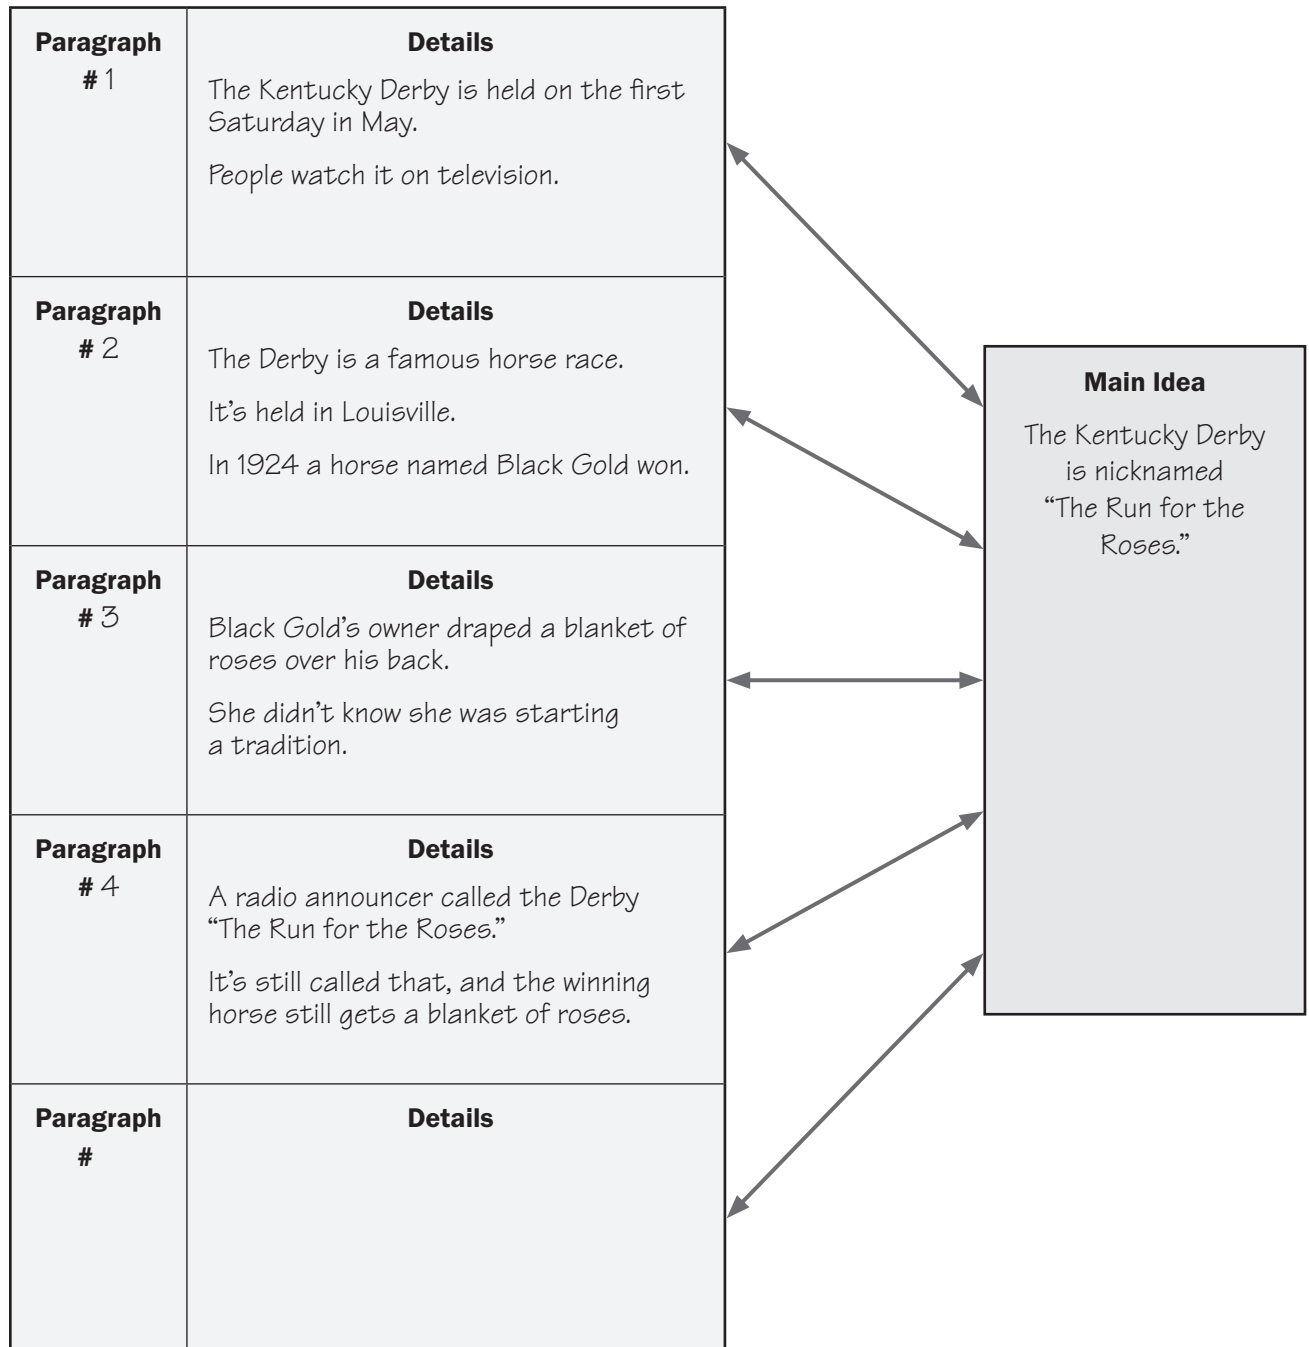 Paragraph
# 1
Details
The Kentucky Derby is held on the first
Saturday in May.
People watch it on television.
Paragraph
# 2
Details
The Derby is a famous horse race.
It's held in Louisville.
In 1924 a horse named Black Gold won.
Paragraph
# 3
Details
Black Gold's owner draped a blanket of
roses over his back.
She didn't know she was starting
a tradition.
Paragraph
# 4
Details
A radio announcer called the Derby
“The Run for the Roses.”
It's still called that, and the winning
horse still gets a blanket of roses.
Paragraph
#
Details
Main Idea
The Kentucky Derby
is nicknamed
“The Run for the
Roses.”